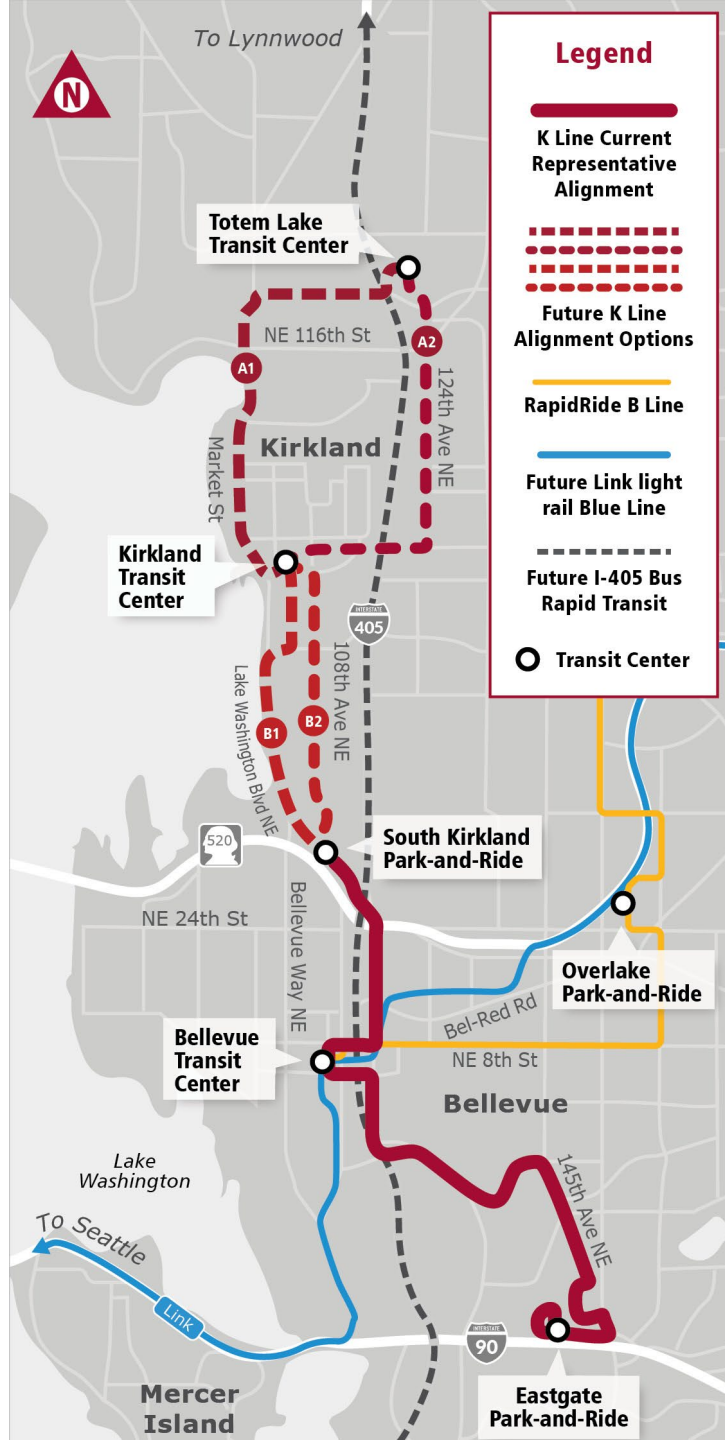 To Lynnwood
N
Legend
K Line Current
Representative
Alignment
Future K Line
Alignment Options
RapidRide B Line
Future Link light
rail Blue Line
Future I-405 Bus
Rapid Transit
Transit Center
Totem Lake
Transit Center
NE 116th St
A2
A1
124th Ave NE
Kirkland
Market St
Kirkland
Transit
Center
INTERSTATE
405
108th Ave NE
Lake Washington Blvd NE
B1
B2
520
South Kirkland
Park-and-Ride
NE 24th St
Bellevue Way NE
Overlake
Park-and-Ride
Bel-Red Rd
Bellevue
Transit
Center
NE 8th St
Bellevue
Lake
Washington
145th Ave NE
To Seattle
Link
INTERSTATE
90
Eastgate
Park-and-Ride
Mercer
Island